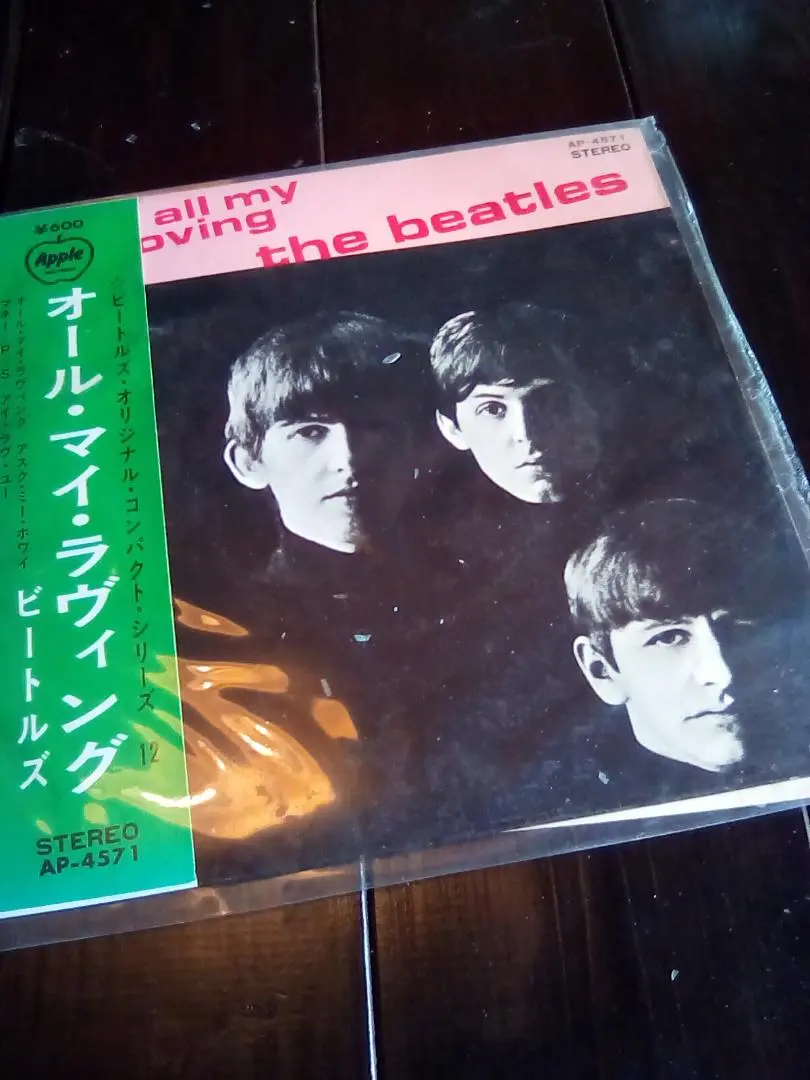 AP-4571
STEREO
all my
oving
the beatles
¥600
Apple
☆ビートルズ・オリジナル・コンパクト・シリーズ 12
オール・マイ・ラヴィング
ビートルズ
オール・マイ・ラヴィング アスク・ミー・ホワイ
マネー P S アイ・ラヴ・ユー
STEREO
AP-4571